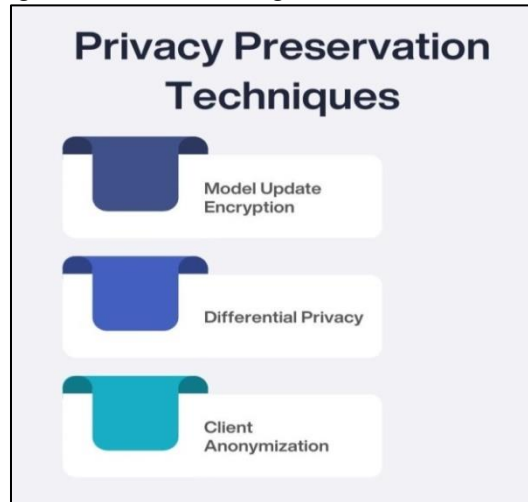 Privacy Preservation
Techniques
Model Update
Encryption
Differential Privacy
Client
Anonymization